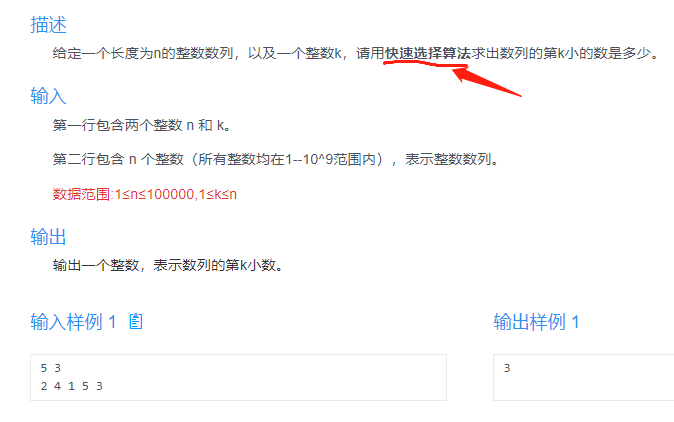 描述
给定一个长度为n的整数数列，以及一个整数k，请用快速选择算法求出数列的第k小的数是多少。
输入
第一行包含两个整数 n 和 k。
第二行包含 n 个整数（所有整数均在1--10^9范围内），表示整数数列。
数据范围:1≤n≤100000,1≤k≤n
输出
输出一个整数，表示数列的第k小数。
输入样例 1
5 3
2 4 1 5 3
输出样例 1
3